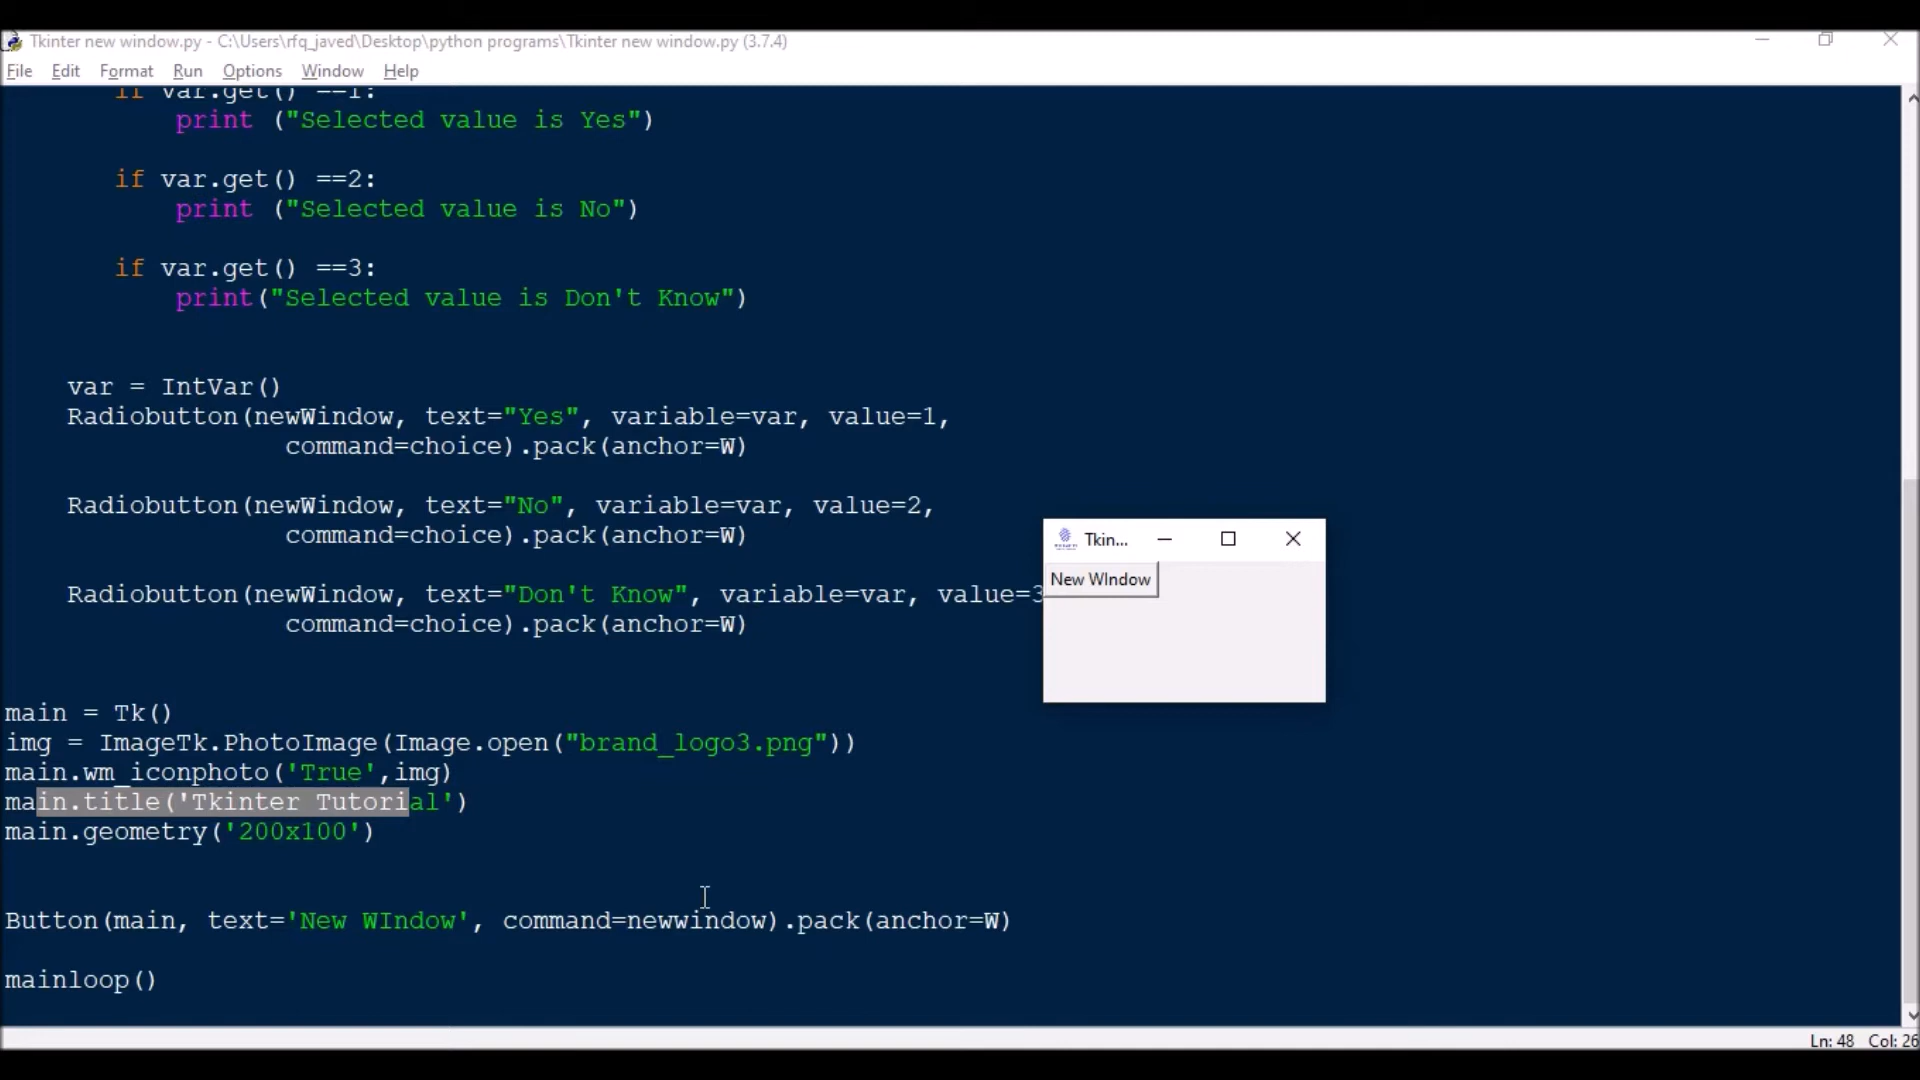 Tkinter new window.py - C:\Users\rfq_javed\Desktop\python programs\Tkinter new window.py (3.7.4)
File Edit Format Run Options Window Help
if var.get() ==1:
print ("Selected value is Yes")
if var.get() ==2:
print ("Selected value is No")
if var.get() ==3:
print("Selected value is Don't Know")
var = IntVar()
Radiobutton(newWindow, text="Yes", variable=var, value=1,
command=choice).pack(anchor=W)
Radiobutton(newWindow, text="No", variable=var, value=2,
command=choice).pack(anchor=W)
Radiobutton(newWindow, text="Don't Know", variable=var, value=3
command=choice).pack(anchor=W)
Tkin...
New WIndow
main = Tk()
img = ImageTk.PhotoImage(Image.open("brand_logo3.png"))
main.wm_iconphoto('True',img)
main.title('Tkinter Tutorial')
main.geometry('200x100')
Button(main, text='New WIndow', command=newwindow).pack(anchor=W)
mainloop()
Ln: 48 Col: 26